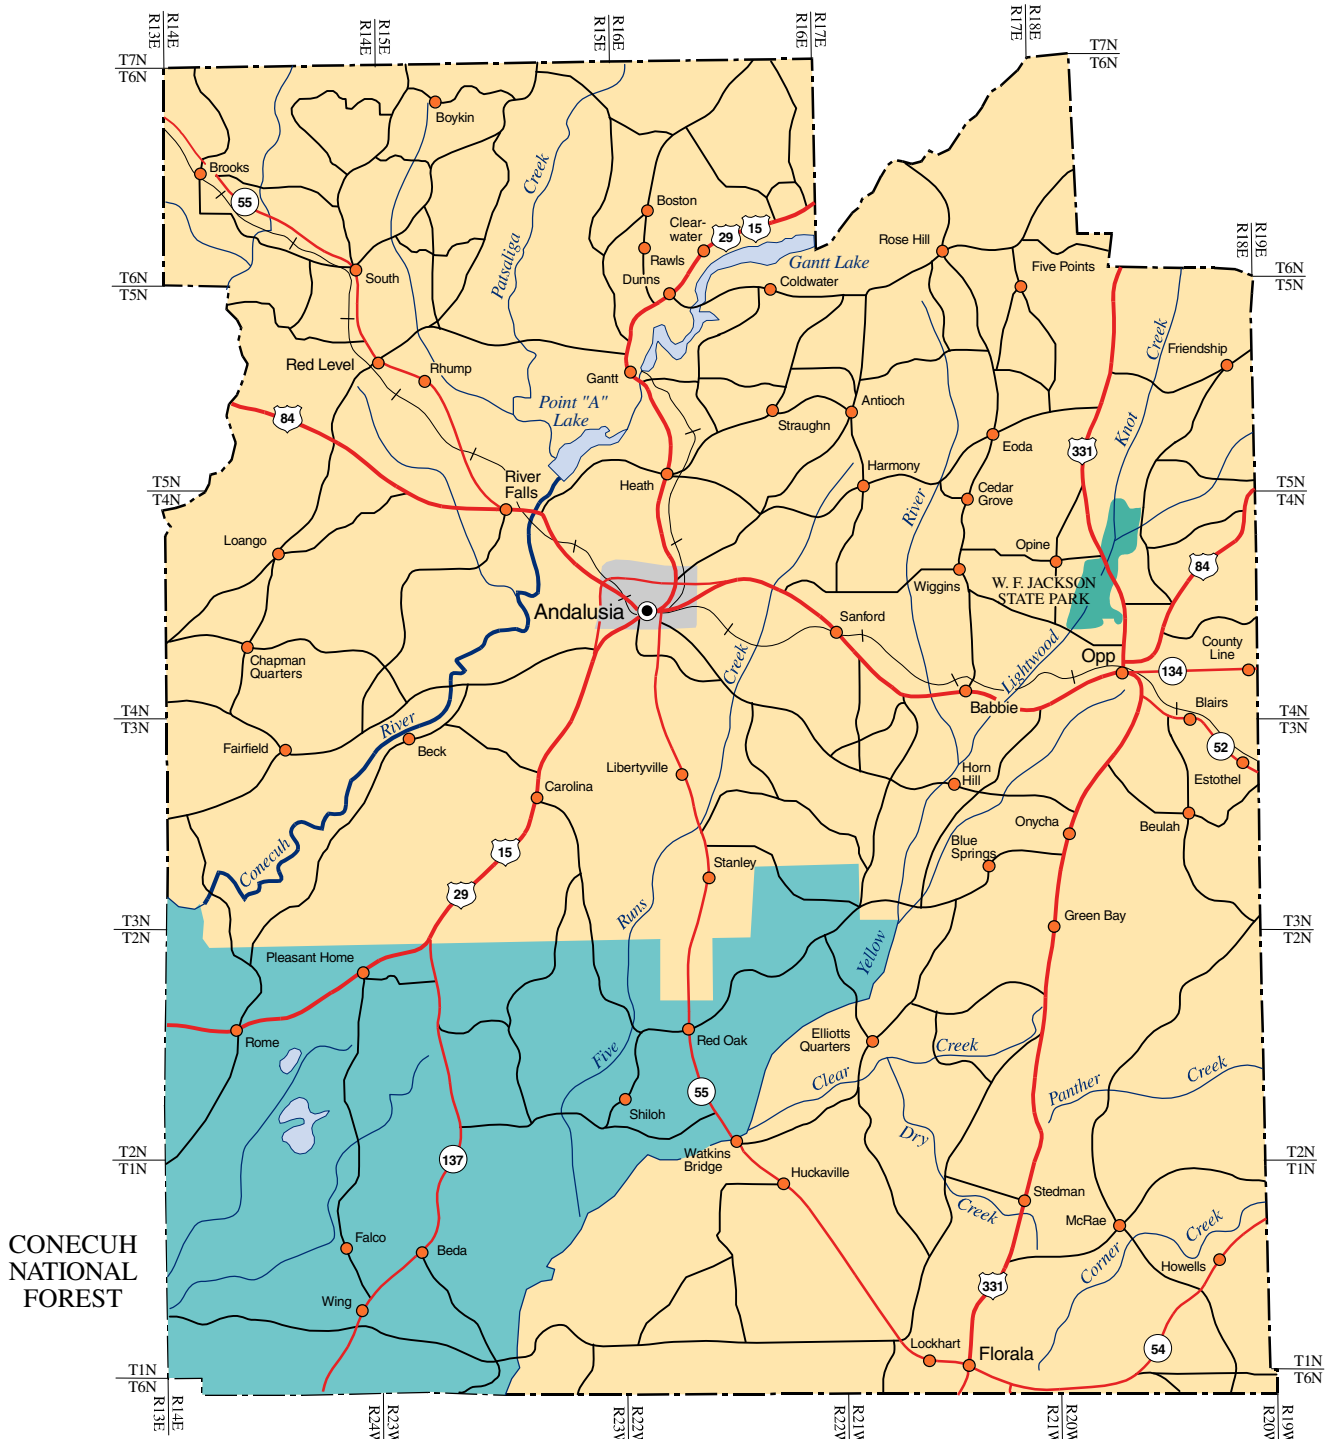 R13E
R14E
R14E
R15E
R15E
R16E
R16E
R17E
R17E
R18E
T7N
T6N
T7N
T6N
Boykin
Brooks
55
Creek
Patsaliga
Boston
Clear-
water
29
15
Rawls
Dunns
Gantt Lake
Coldwater
Rose Hill
Five Points
R18E
R19E
T6N
T5N
T6N
T5N
South
Red Level
Rhump
Gantt
Point "A"
Lake
84
Creek
Friendship
Antioch
Straughn
Knot
331
Eoda
Harmony
Heath
River
Falls
River
Cedar
Grove
T5N
T4N
T5N
T4N
Loango
Opine
84
Wiggins
W. F. JACKSON
STATE PARK
Andalusia
Sanford
Chapman
Quarters
Creek
Lightwood
Opp
County
Line
134
Babbie
Blairs
T4N
T3N
T4N
T3N
River
Fairfield
Beck
52
Estothel
Libertyville
Horn
Hill
Carolina
Onycha
Beulah
Conecuh
15
Blue
Springs
Stanley
29
Runs
Green Bay
T3N
T2N
T3N
T2N
Yellow
Pleasant Home
Rome
Red Oak
Elliotts
Quarters
Creek
Five
Clear
Panther
Creek
55
Shiloh
Dry
T2N
T1N
T2N
T1N
137
Watkins
Bridge
Huckaville
Stedman
Creek
McRae
Creek
CONECUH
NATIONAL
FOREST
Falco
Beda
Corner
Howells
331
Wing
Lockhart
Florala
54
T1N
T6N
T1N
T6N
R13E
R14E
R24W
R23W
R23W
R22W
R22W
R21W
R21W
R20W
R20W
R19W